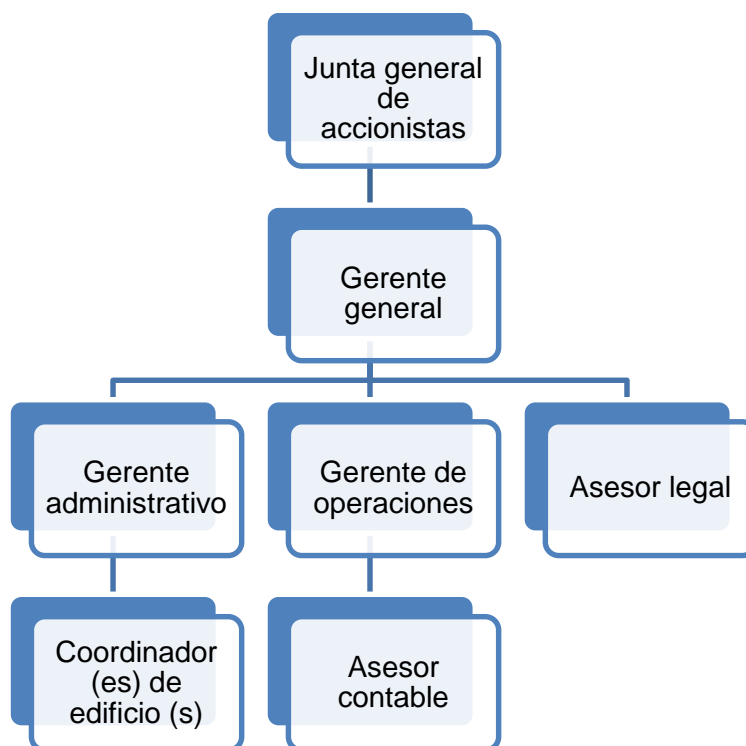 Junta general
de
accionistas
Gerente
general
Gerente
administrativo
Gerente de
operaciones
Asesor legal
Coordinador
(es) de
edificio (s)
Asesor
contable